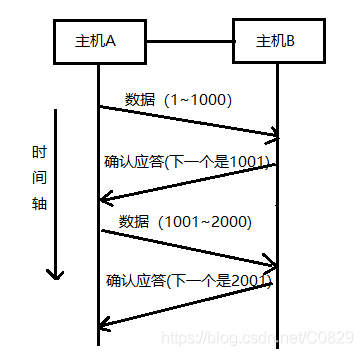 主机A
主机B
数据（1~1000）
确认应答(下一个是1001)
数据（1001~2000)
确认应答(下一个是2001)
时
间
轴
https://blog.csdn.net/C0829